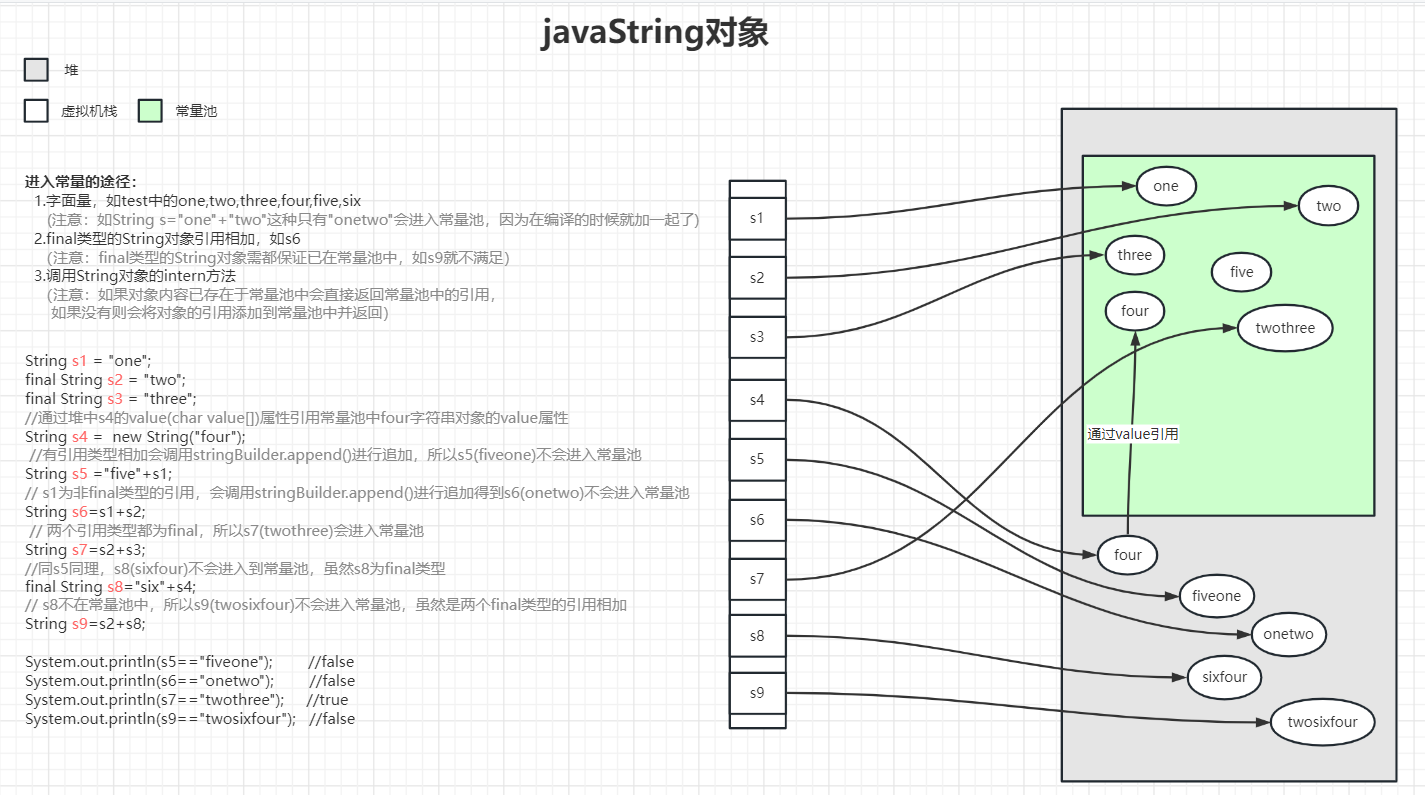 javaString对象
堆
虚拟机栈
常量池
进入常量的途径：
1.字面量，如test中的one,two,three,four,five,six
(注意：如String s="one"+"two"这种只有"onetwo"会进入常量池，因为在编译的时候就加一起了)
2.final类型的String对象引用相加，如s6
(注意：final类型的String对象需都保证已在常量池中，如s9就不满足)
3.调用String对象的intern方法
(注意：如果对象内容已存在于常量池中会直接返回常量池中的引用，
如果没有则会将对象的引用添加到常量池中并返回)
String s1 = "one";
final String s2 = "two";
final String s3 = "three";
//通过堆中s4的value(char value[])属性引用常量池中four字符串对象的value属性
String s4 =  new String("four");
//有引用类型相加会调用stringBuilder.append()进行追加，所以s5(fiveone)不会进入常量池
String s5 ="five"+s1;
// s1为非final类型的引用，会调用stringBuilder.append()进行追加得到s6(onetwo)不会进入常量池
String s6=s1+s2;
// 两个引用类型都为final，所以s7(twothree)会进入常量池
String s7=s2+s3;
//同s5同理，s8(sixfour)不会进入到常量池，虽然s8为final类型
final String s8="six"+s4;
// s8不在常量池中，所以s9(twosixfour)不会进入常量池，虽然是两个final类型的引用相加
String s9=s2+s8;
System.out.println(s5=="fiveone");        //false
System.out.println(s6=="onetwo");        //false
System.out.println(s7=="twothree");     //true
System.out.println(s9=="twosixfour");   //false
s1
s2
s3
s4
s5
s6
s7
s8
s9
one
two
three
five
four
twothree
通过value引用
four
fiveone
onetwo
sixfour
twosixfour